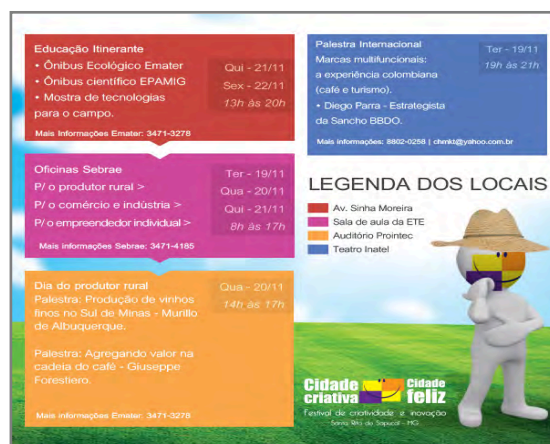 Educação Itinerante
• Ônibus Ecológico Emater
• Ônibus científico EPAMIG
• Mostra de tecnologias
para o campo.
Qui - 21/11
Sex - 22/11
13h às 20h
Mais Informações Emater: 3471-3278
Oficinas Sebrae
P/ o produtor rural >
P/ o comércio e indústria >
P/ o empreendedor individual >
Ter - 19/11
Qua - 20/11
Qui - 21/11
8h às 17h
Mais informações Sebrae: 3471-4185
Dia do produtor rural
Palestra: Produção de vinhos
finos no Sul de Minas - Murillo
de Albuquerque.
Palestra: Agregando valor na
cadeia do café - Giuseppe
Forestiero.
Qua - 20/11
14h às 17h
Mais informações Emater: 3471-3278
Palestra Internacional
Marcas multifuncionais:
a experiência colombiana
(café e turismo).
• Diego Parra - Estrategista
da Sancho BBDO.
Ter - 19/11
19h às 21h
Mais informações: 8802-0258 | chmkt@yahoo.com.br
LEGENDA DOS LOCAIS
Av. Sinha Moreira
Sala de aula da ETE
Auditório Prointec
Teatro Inatel
Cidade criativa
Cidade feliz
Festival de criatividade e inovação
Santa Rita do Sapucaí - MG